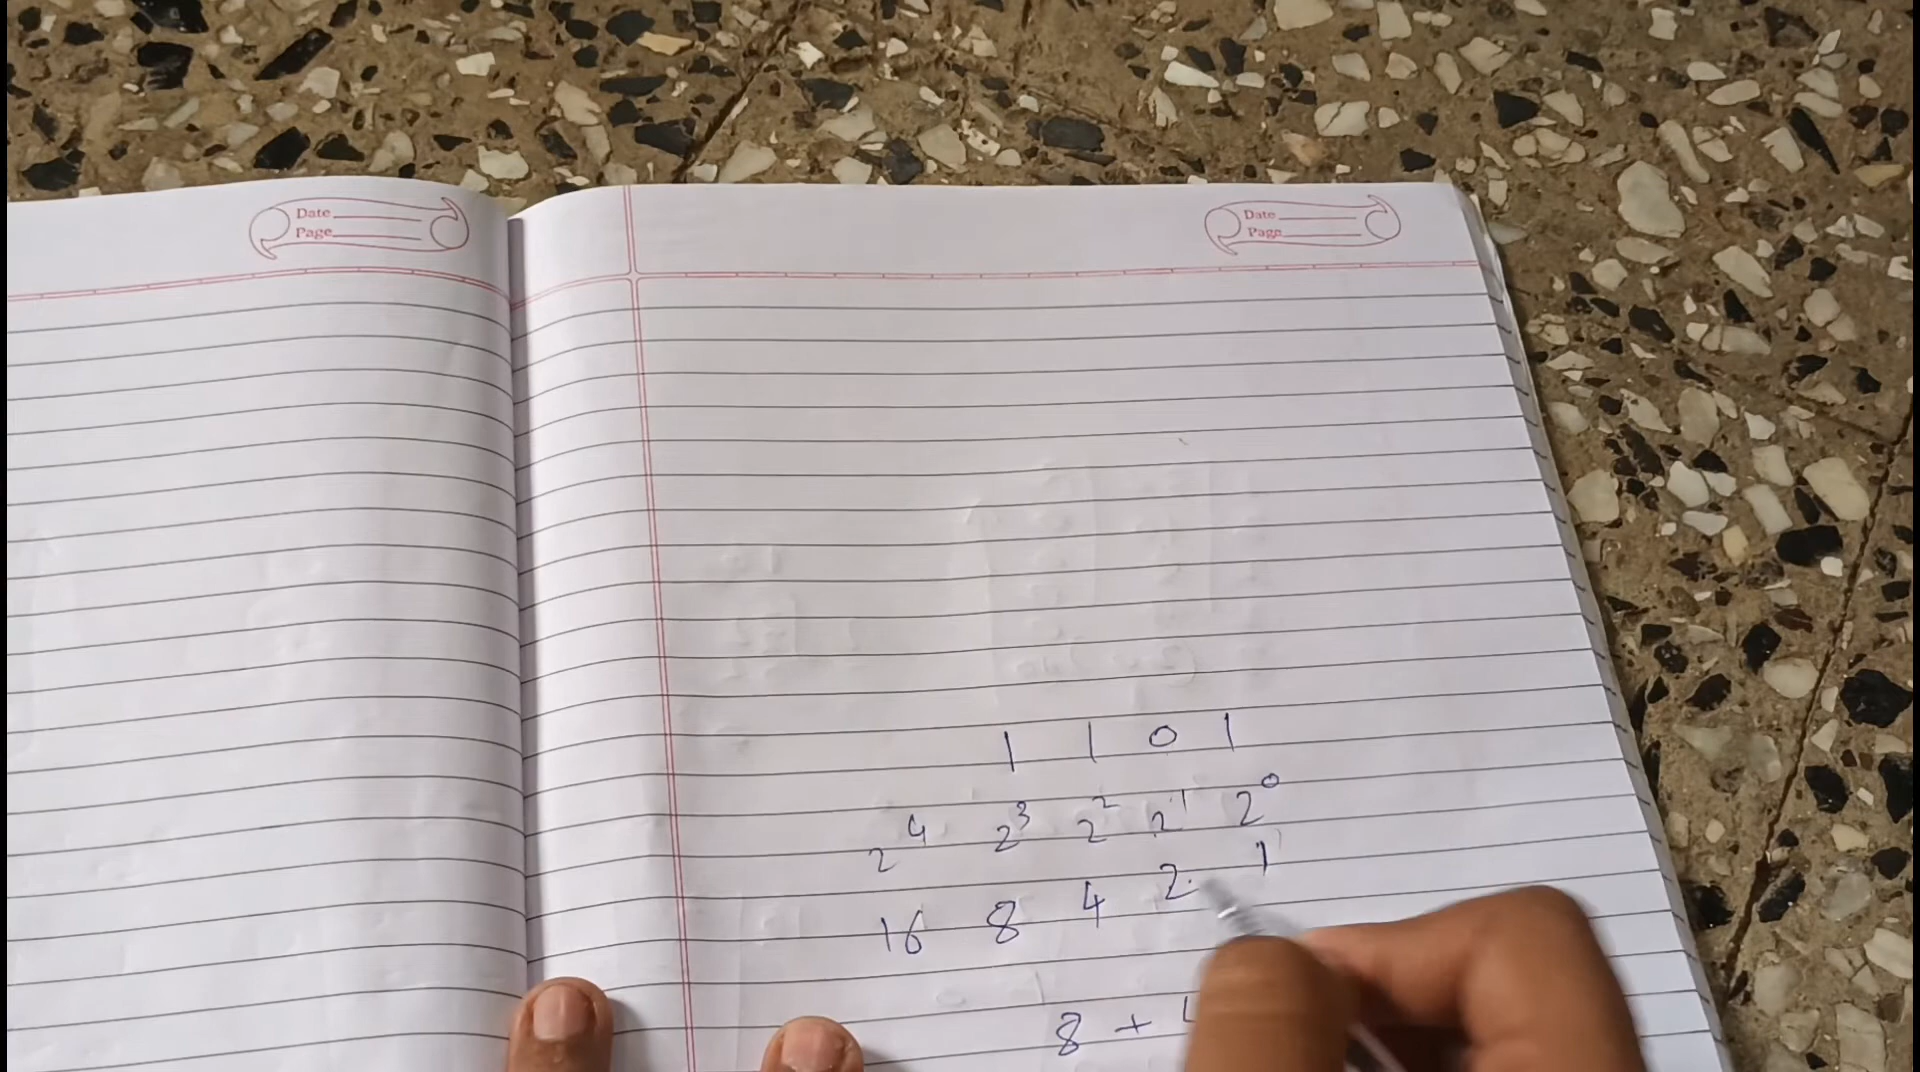 Date
Page
Date
Page
1 1 0 1
2⁴ 2³ 2² 2¹ 2⁰
16 8 4 2 1
8 +